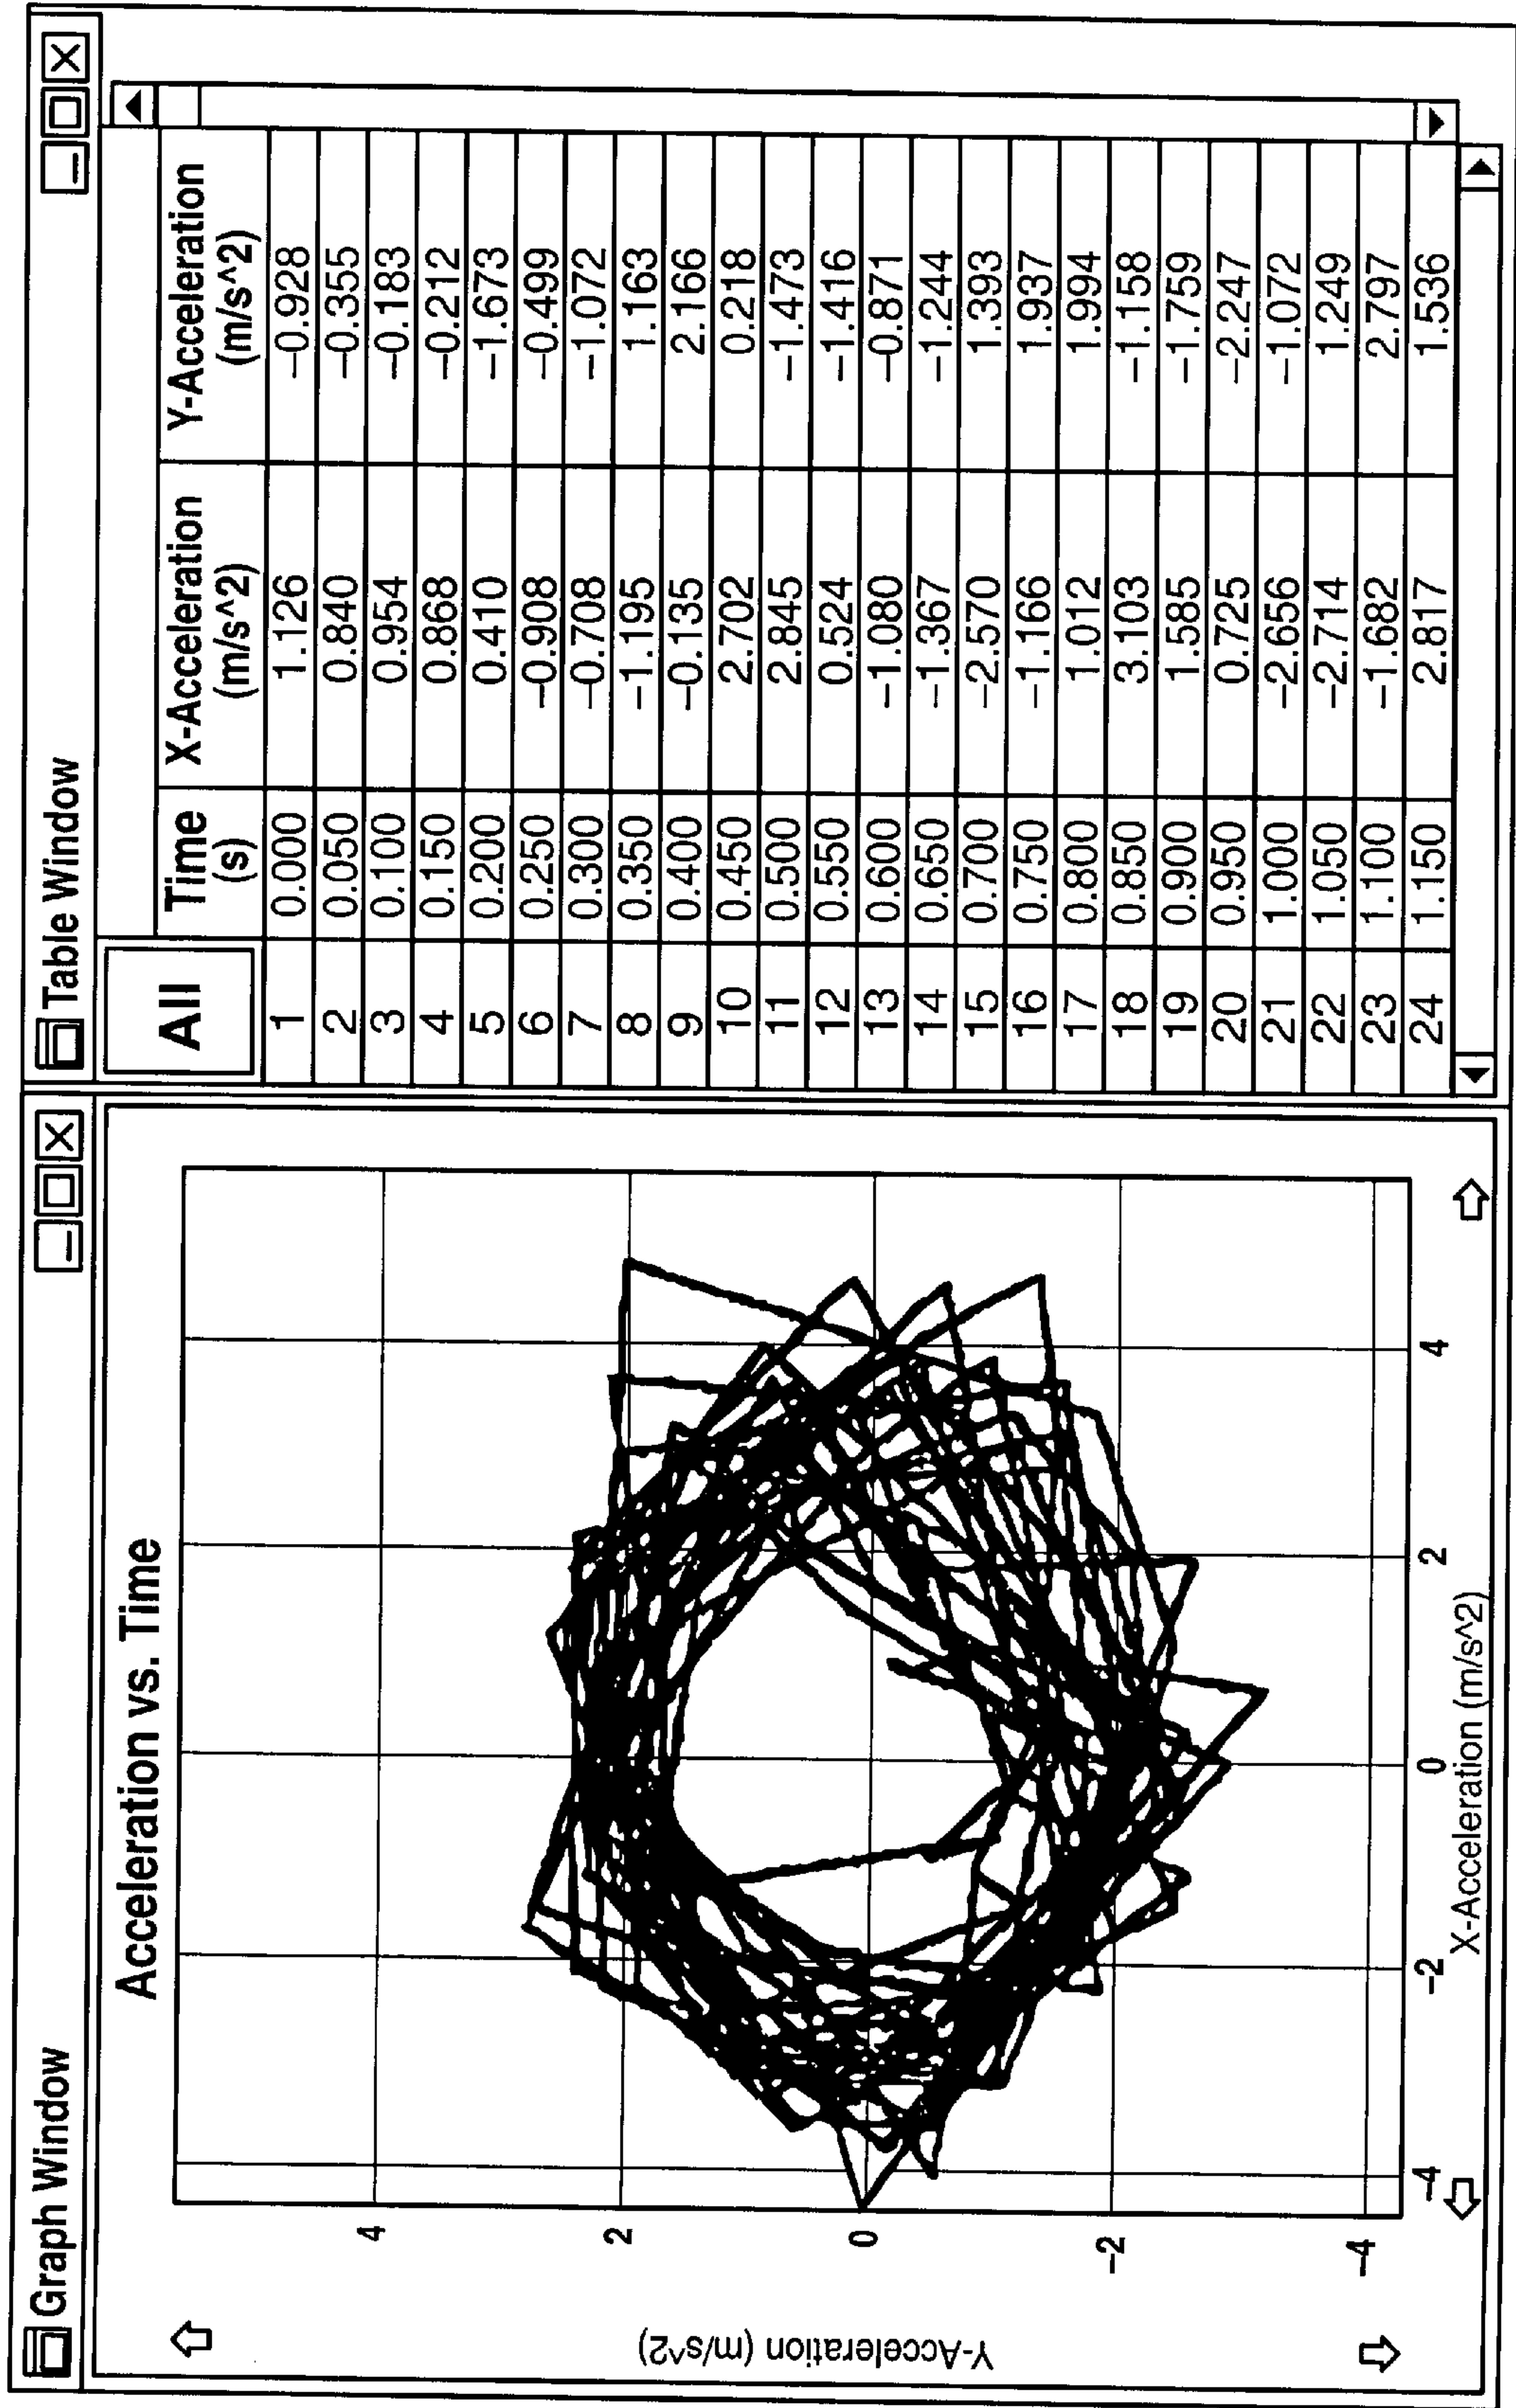 Graph Window
Acceleration vs. Time
Y-Acceleration (m/s^2)
4
2
0
-2
-4
-4 -2 0 2 4
X-Acceleration (m/s^2)
Table Window
All Time (s) X-Acceleration (m/s^2) Y-Acceleration (m/s^2)
1 0.000 1.126 -0.928
2 0.050 0.840 -0.355
3 0.100 0.954 -0.183
4 0.150 0.868 -0.212
5 0.200 0.410 -1.673
6 0.250 -0.908 -0.499
7 0.300 -0.708 -1.072
8 0.350 -1.195 1.163
9 0.400 -0.135 2.166
10 0.450 2.702 0.218
11 0.500 2.845 -1.473
12 0.550 0.524 -1.416
13 0.600 -1.080 -0.871
14 0.650 -1.367 -1.244
15 0.700 -2.570 1.393
16 0.750 -1.166 1.937
17 0.800 1.012 1.994
18 0.850 3.103 -1.158
19 0.900 1.585 -1.759
20 0.950 0.725 -2.247
21 1.000 -2.656 -1.072
22 1.050 -2.714 1.249
23 1.100 -1.682 2.797
24 1.150 2.817 1.536